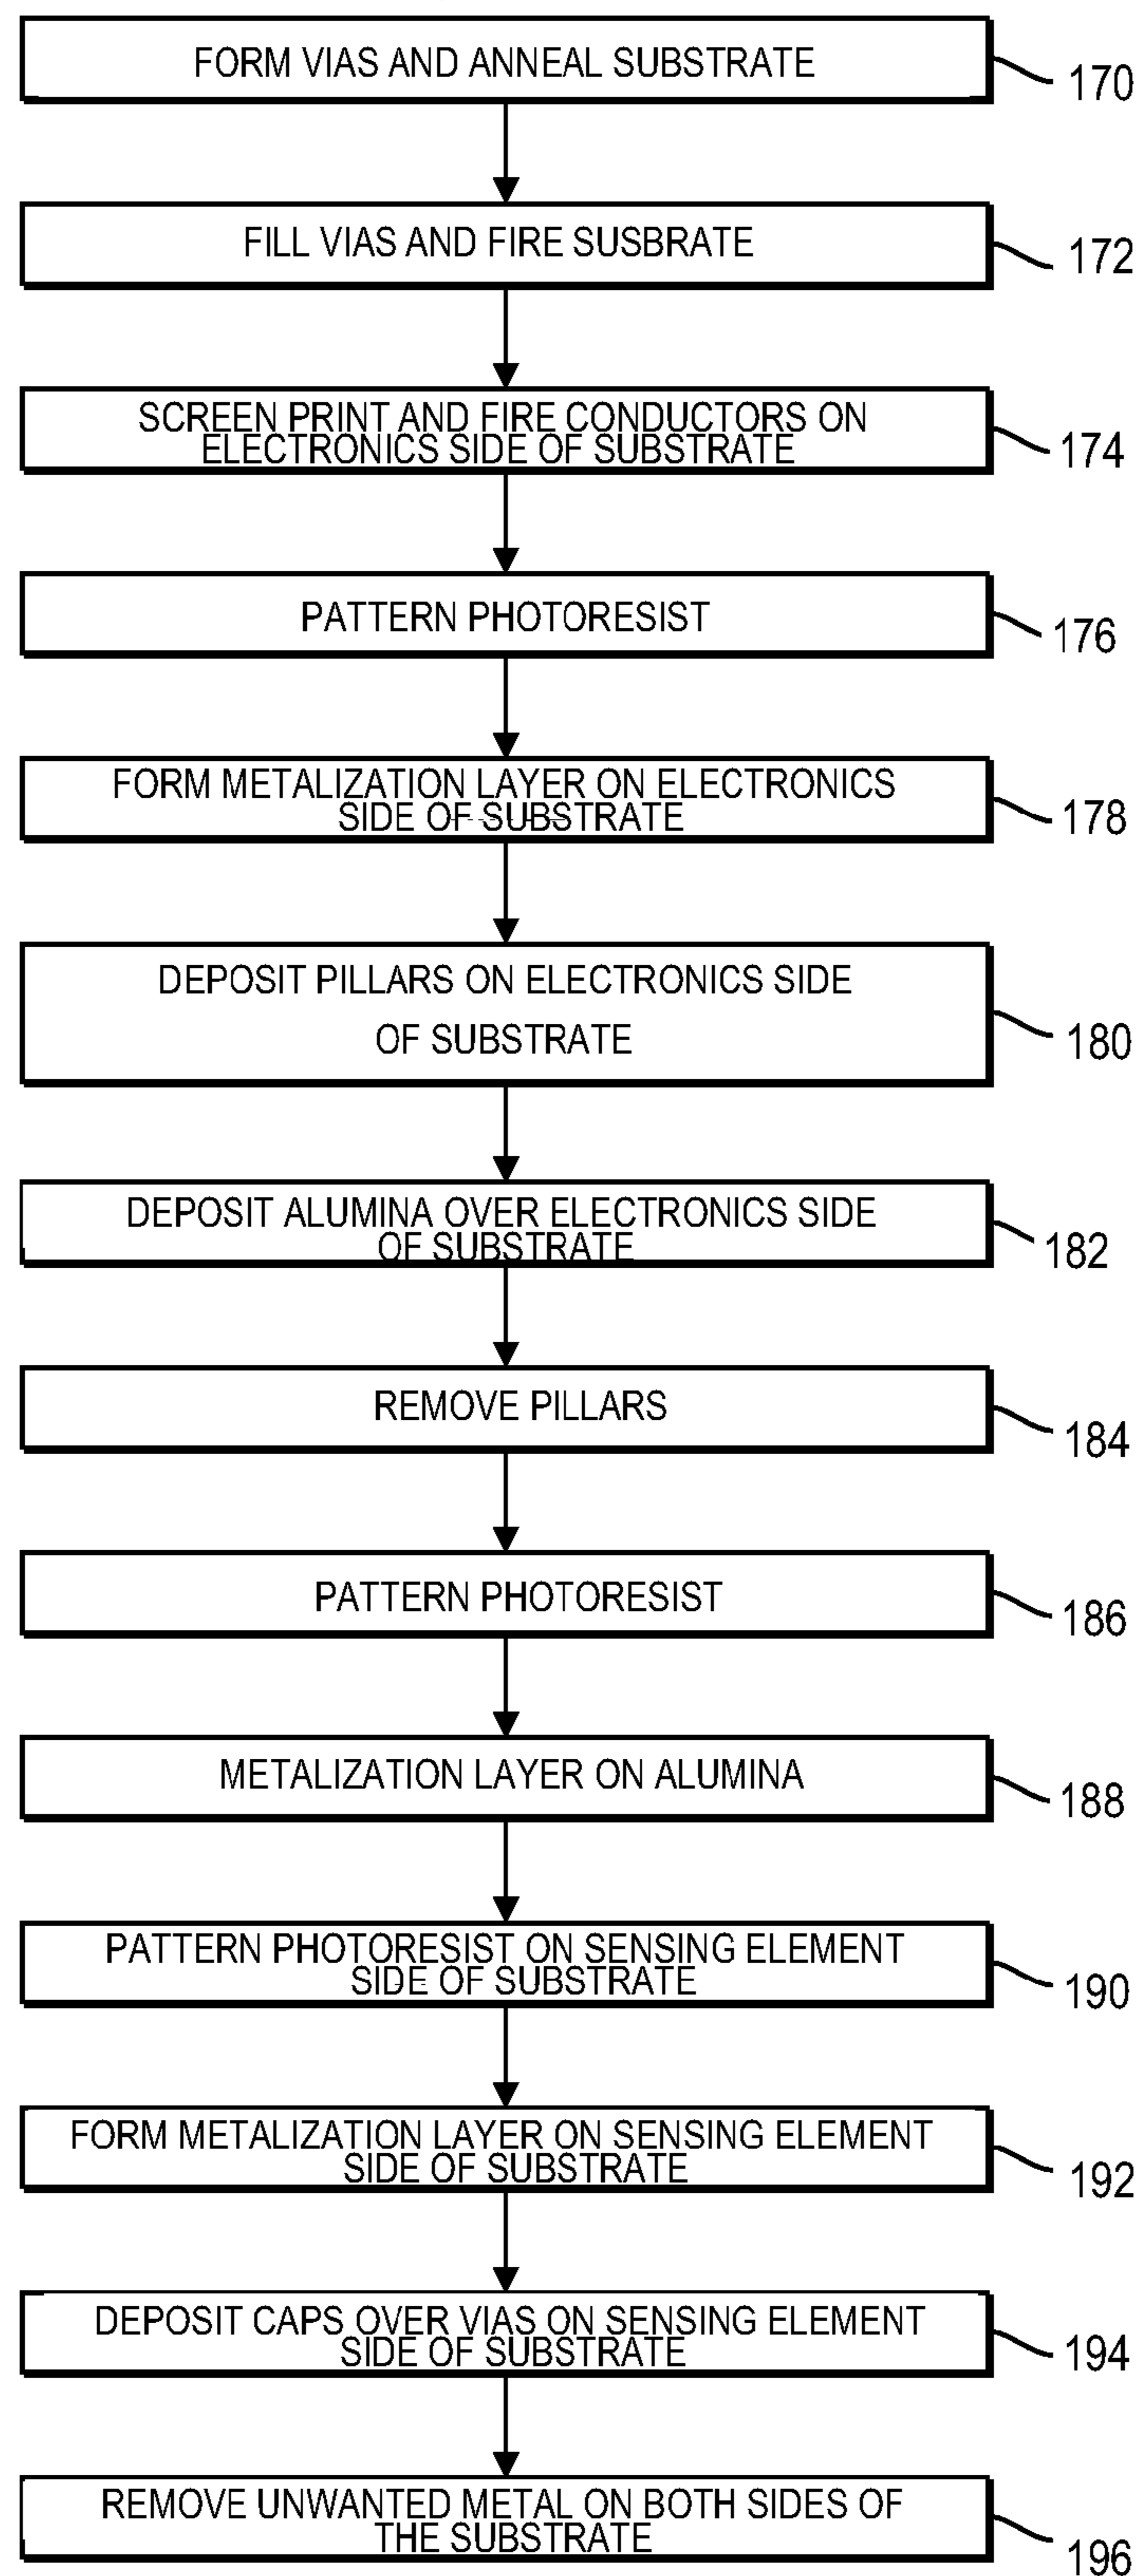 FORM VIAS AND ANNEAL SUBSTRATE
170
FILL VIAS AND FIRE SUSBRATE
172
SCREEN PRINT AND FIRE CONDUCTORS ON
ELECTRONICS SIDE OF SUBSTRATE
174
PATTERN PHOTORESIST
176
FORM METALIZATION LAYER ON ELECTRONICS
SIDE OF SUBSTRATE
178
DEPOSIT PILLARS ON ELECTRONICS SIDE
OF SUBSTRATE
180
DEPOSIT ALUMINA OVER ELECTRONICS SIDE
OF SUBSTRATE
182
REMOVE PILLARS
184
PATTERN PHOTORESIST
186
METALIZATION LAYER ON ALUMINA
188
PATTERN PHOTORESIST ON SENSING ELEMENT
SIDE OF SUBSTRATE
190
FORM METALIZATION LAYER ON SENSING ELEMENT
SIDE OF SUBSTRATE
192
DEPOSIT CAPS OVER VIAS ON SENSING ELEMENT
SIDE OF SUBSTRATE
194
REMOVE UNWANTED METAL ON BOTH SIDES OF
THE SUBSTRATE
196